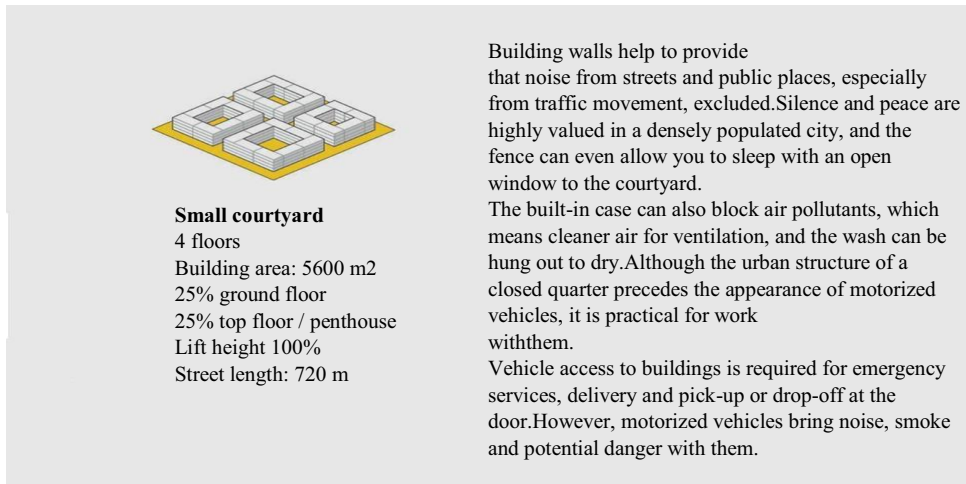 Small courtyard
4 floors
Building area: 5600 m2
25% ground floor
25% top floor / penthouse
Lift height 100%
Street length: 720 m
Building walls help to provide
that noise from streets and public places, especially
from traffic movement, excluded.Silence and peace are
highly valued in a densely populated city, and the
fence can even allow you to sleep with an open
window to the courtyard.
The built-in case can also block air pollutants, which
means cleaner air for ventilation, and the wash can be
hung out to dry.Although the urban structure of a
closed quarter precedes the appearance of motorized
vehicles, it is practical for work
withthem.
Vehicle access to buildings is required for emergency
services, delivery and pick-up or drop-off at the
door.However, motorized vehicles bring noise, smoke
and potential danger with them.